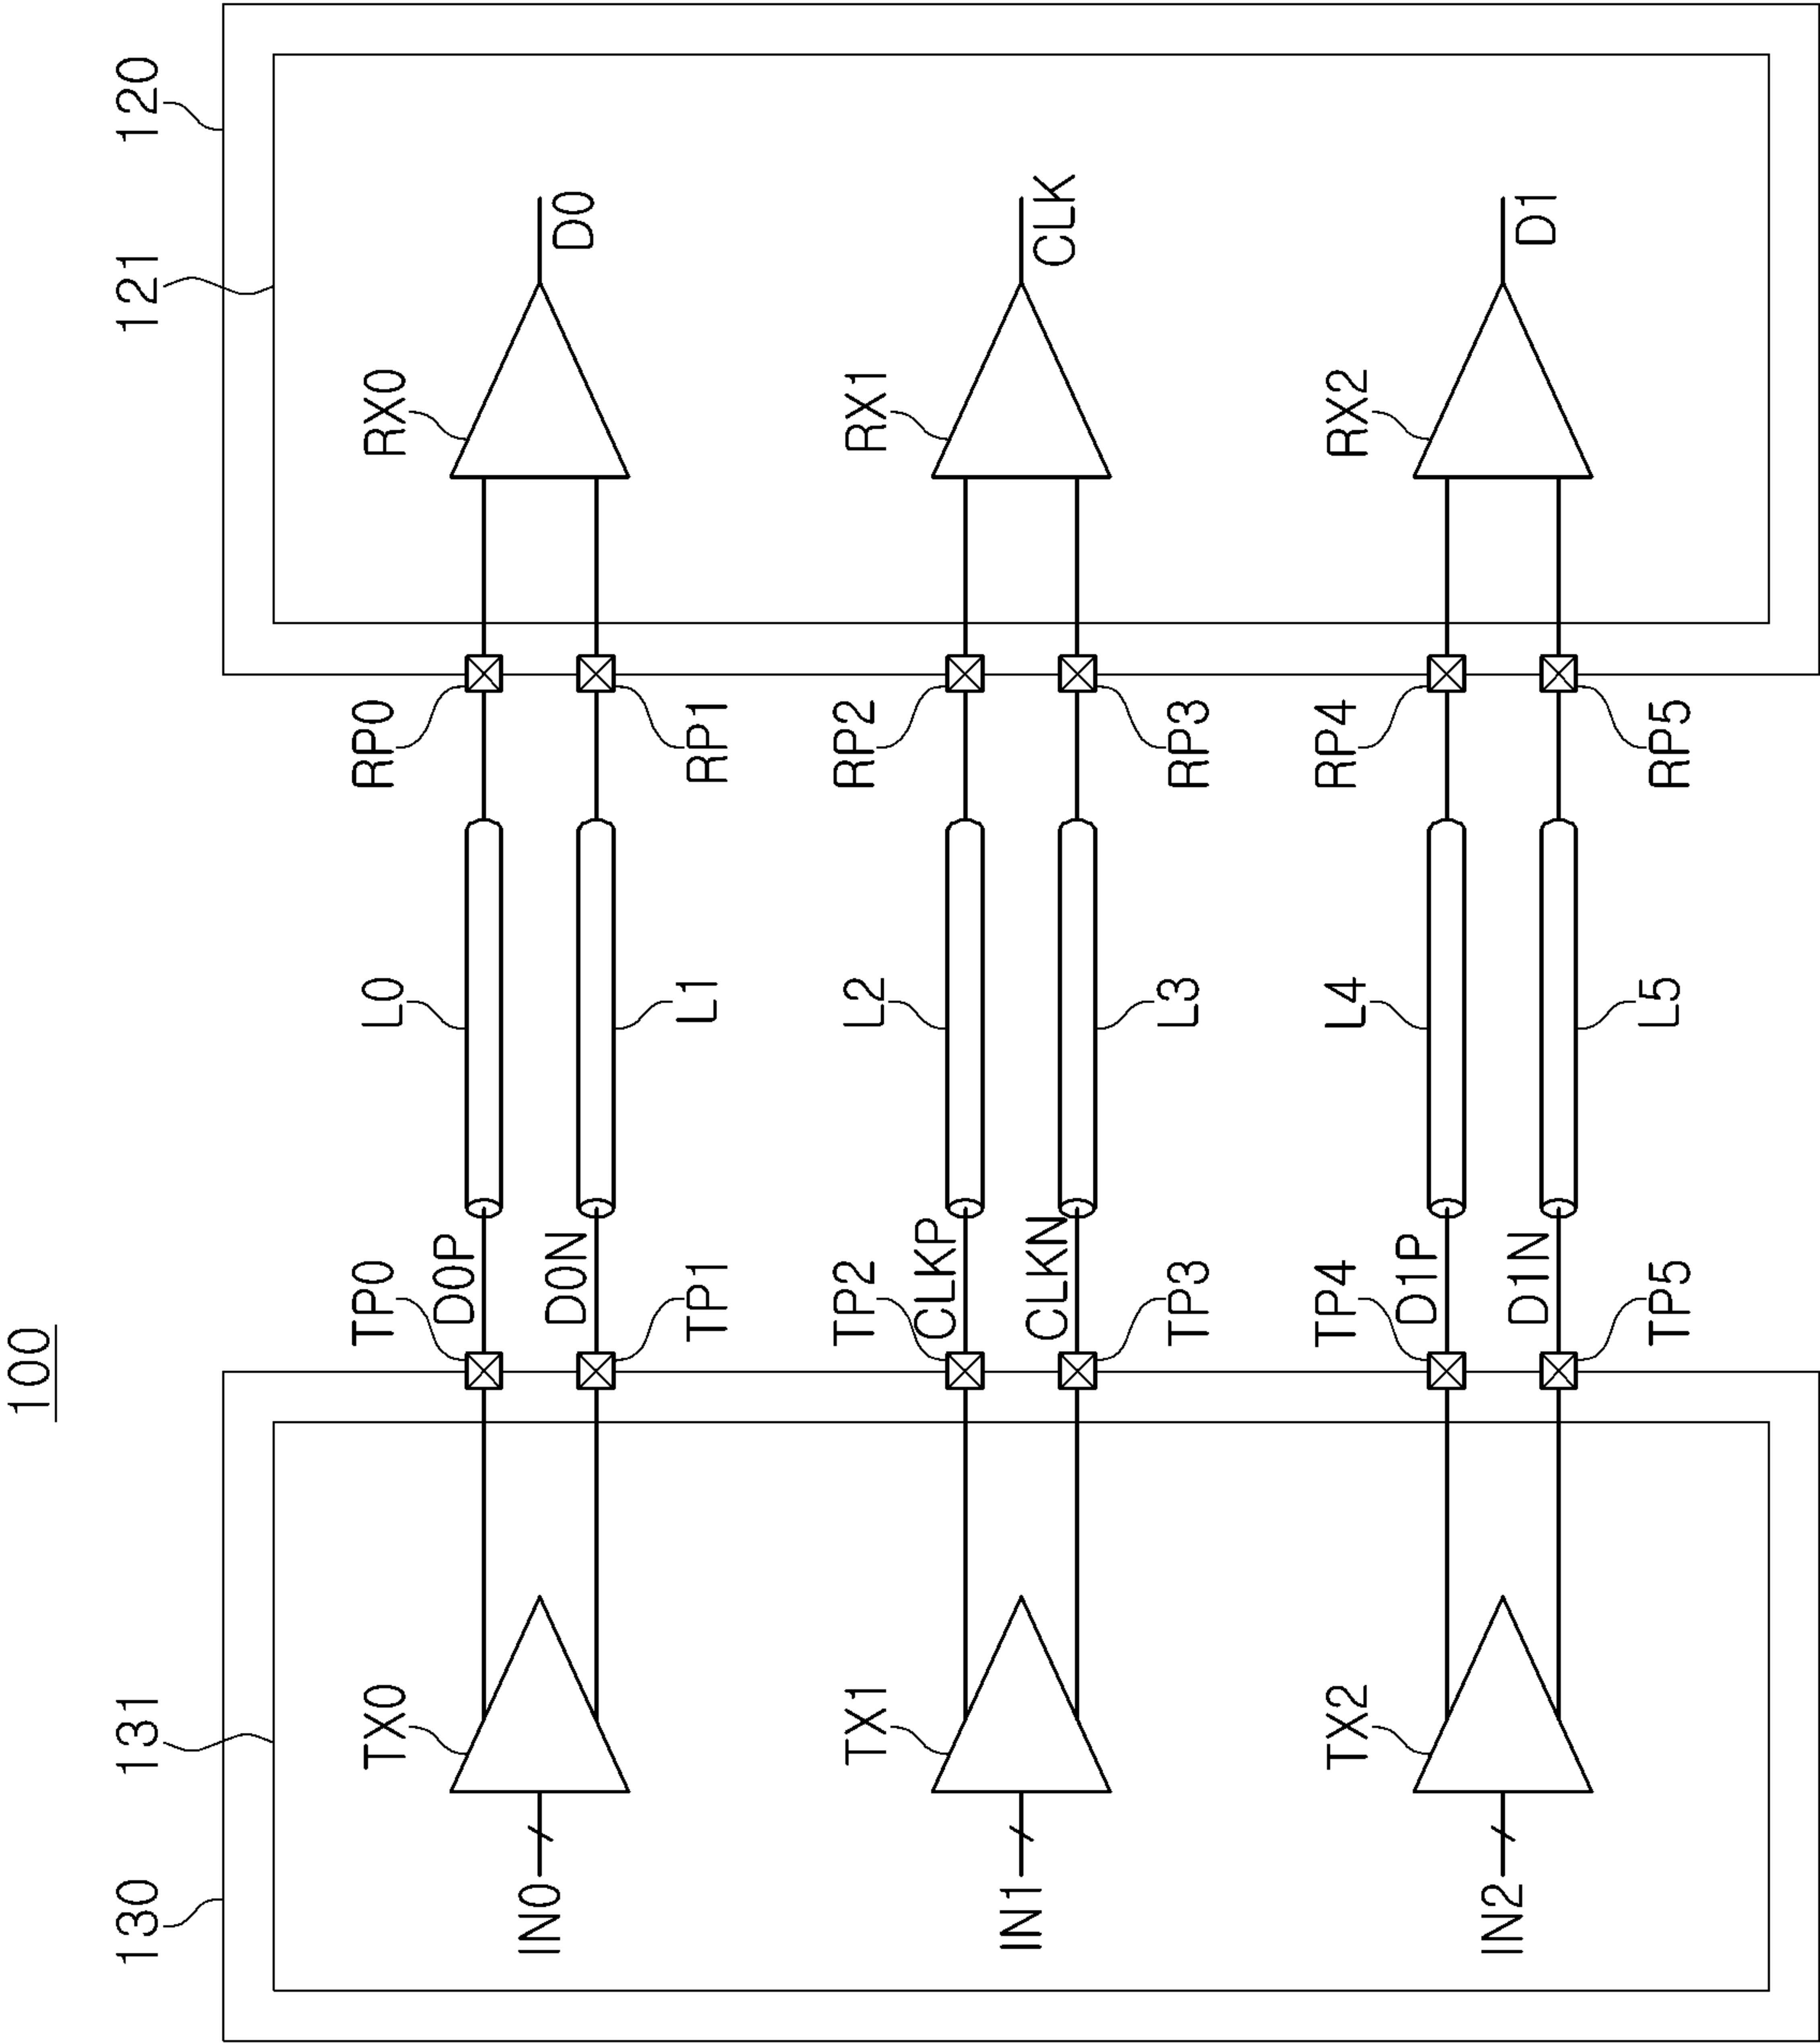 100
130
131
121
120
TX0
TP0
L0
RP0
RX0
D0P
IN0
D0N
D0
TP1
L1
RP1
TX1
TP2
L2
RP2
RX1
CLKP
IN1
CLKN
CLK
TP3
L3
RP3
TX2
TP4
L4
RP4
RX2
D1P
IN2
D1N
D1
TP5
L5
RP5